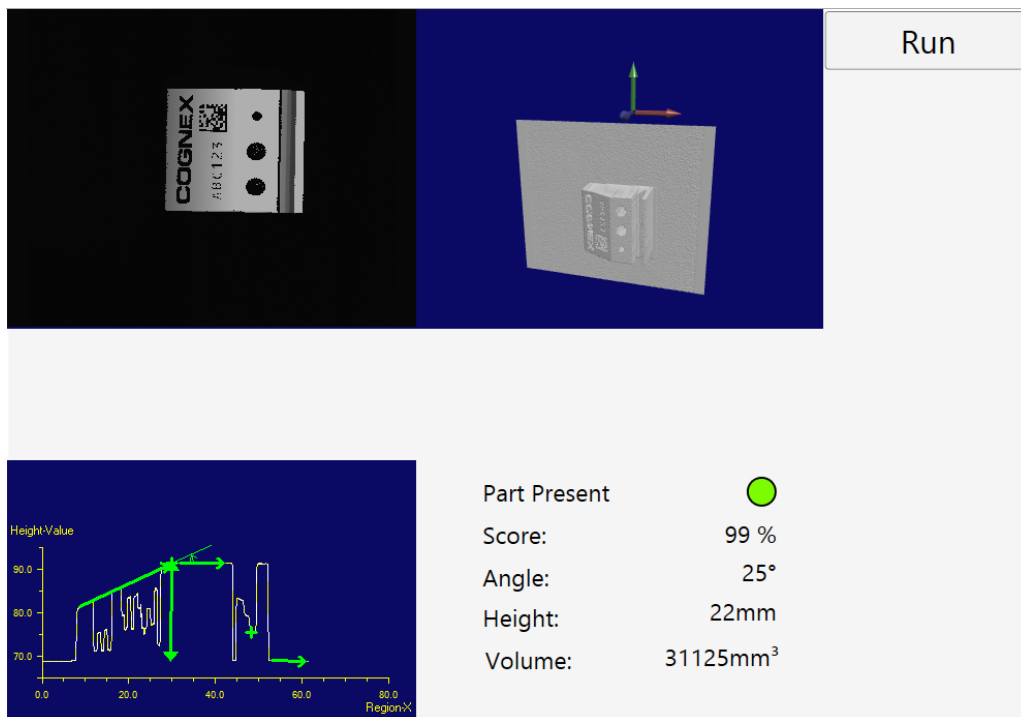 Run
COGNEX
ABC123
COGNEX
Height-Value
90.0
80.0
70.0
0.0
20.0
40.0
60.0
80.0
Region-X
Part Present
Score: 99 %
Angle: 25°
Height: 22mm
Volume: 31125mm³